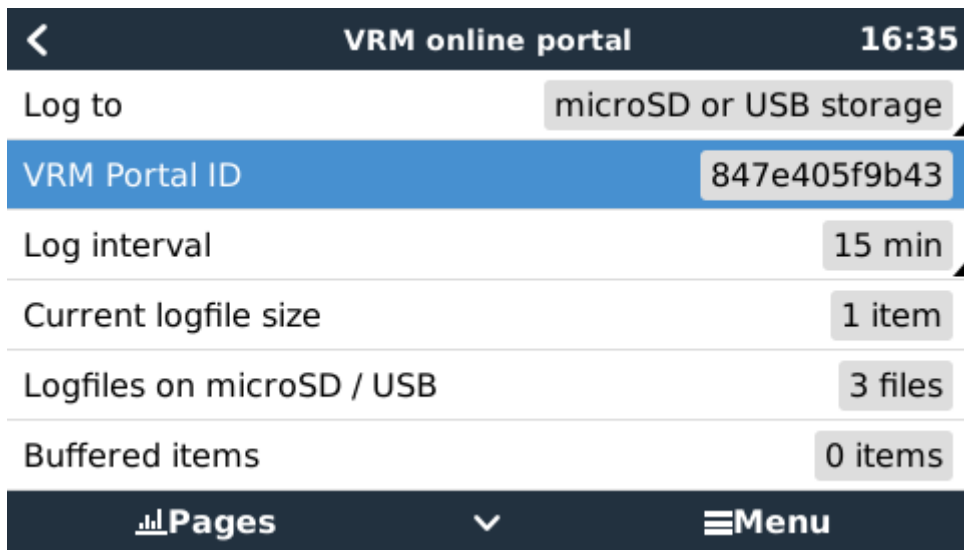 VRM online portal 16:35
Log to microSD or USB storage
VRM Portal ID 847e405f9b43
Log interval 15 min
Current logfile size 1 item
Logfiles on microSD / USB 3 files
Buffered items 0 items
Pages Menu